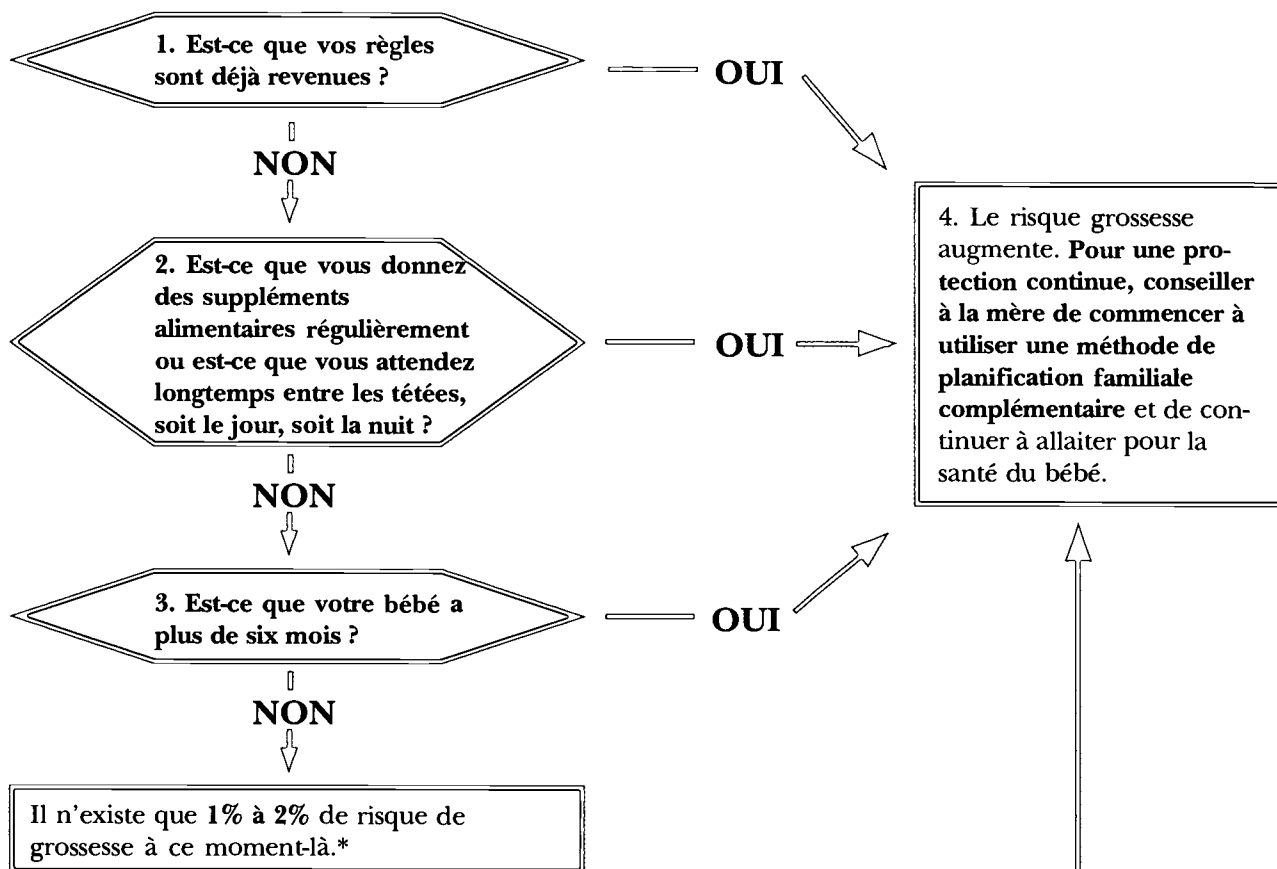 1. Est-ce que vos règles
sont déjà revenues ?
OUI
NON
2. Est-ce que vous donnez
des suppléments
alimentaires régulièrement
ou est-ce que vous attendez
longtemps entre les tétées,
soit le jour, soit la nuit ?
OUI
NON
3. Est-ce que votre bébé a
plus de six mois ?
OUI
NON
Il n'existe que 1% à 2% de risque de
grossesse à ce moment-là.*
4. Le risque grossesse
augmente. Pour une pro-
tection continue, conseiller
à la mère de commencer à
utiliser une méthode de
planification familiale
complémentaire et de con-
tinuer à allaiter pour la
santé du bébé.